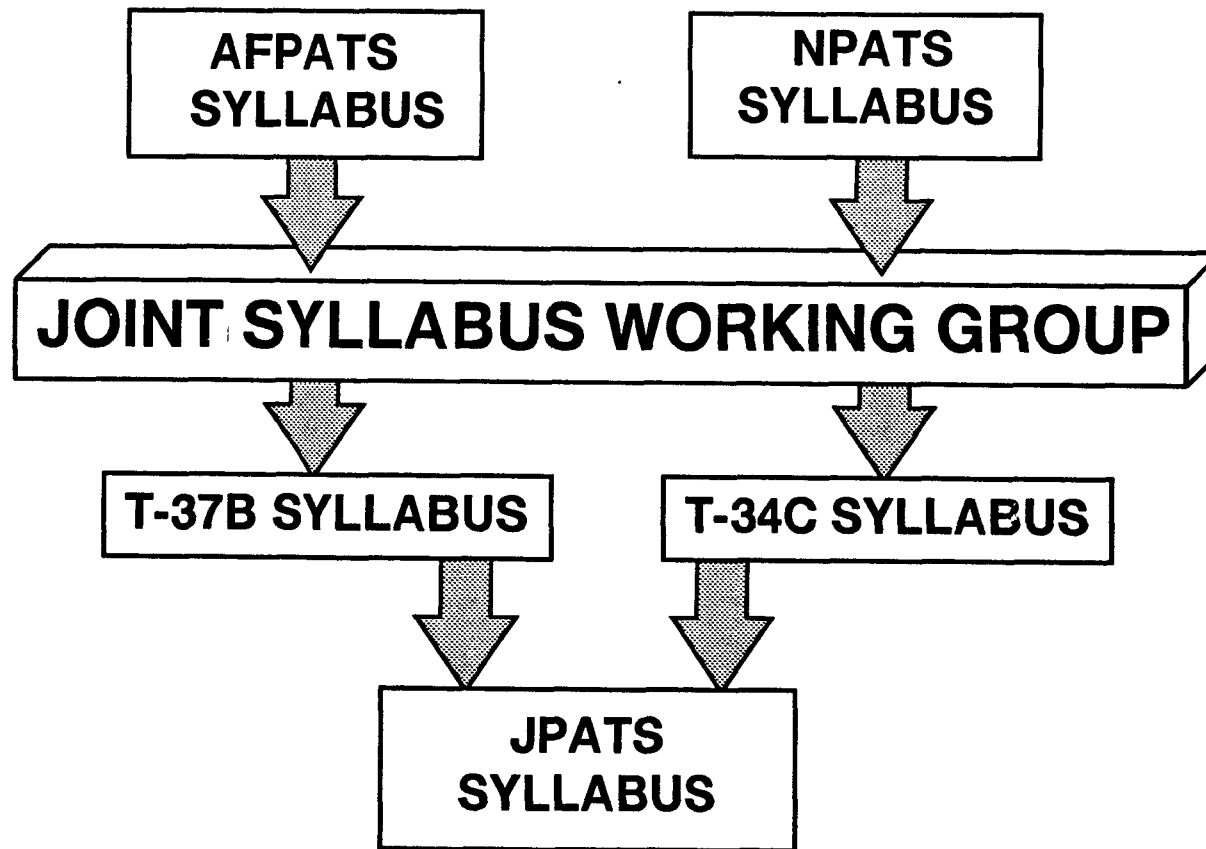 AFPATS
SYLLABUS
NPATS
SYLLABUS
JOINT SYLLABUS WORKING GROUP
T-37B SYLLABUS
T-34C SYLLABUS
JPATS
SYLLABUS